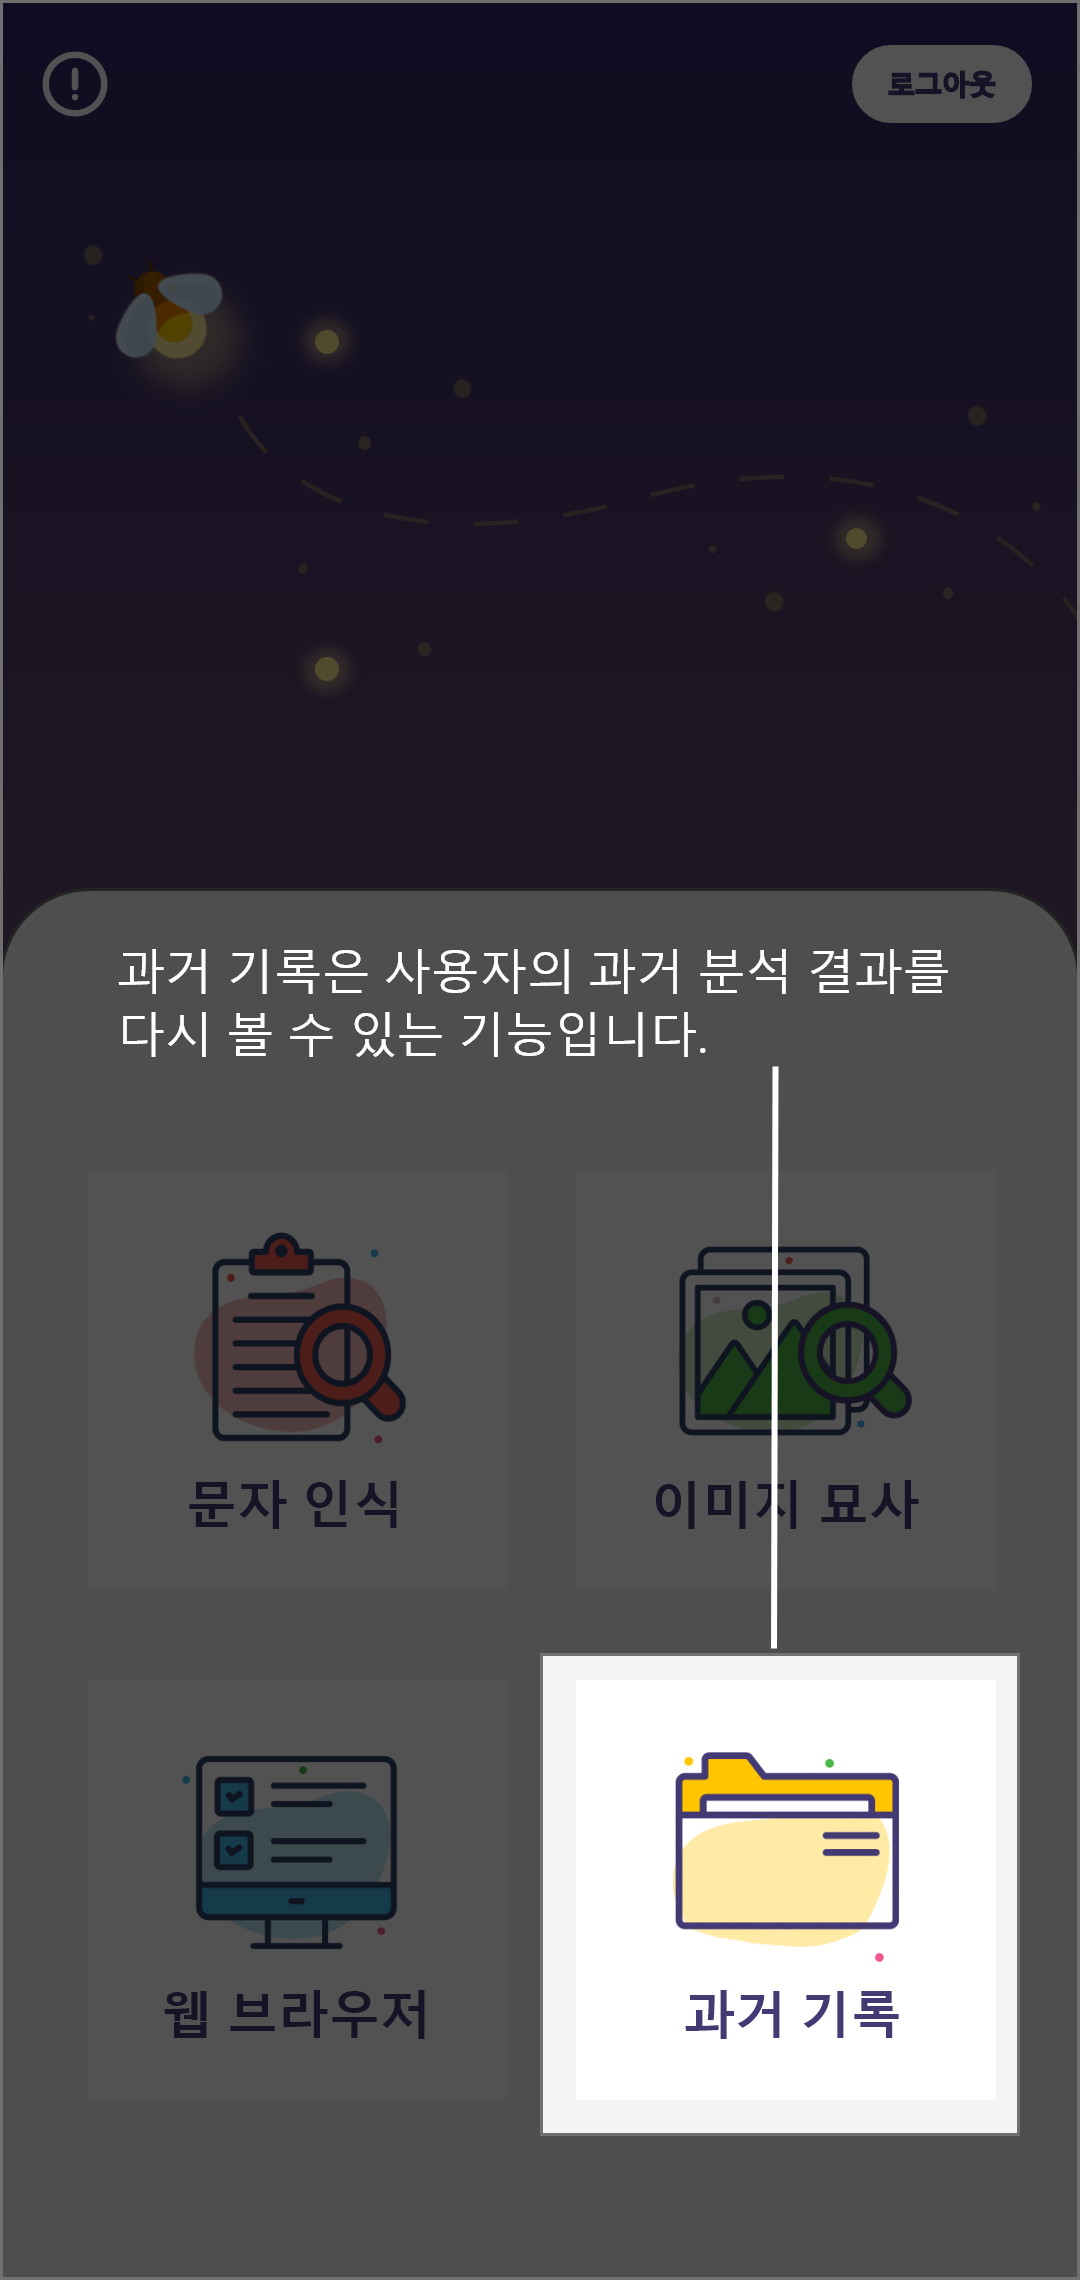 로그아웃
과거 기록은 사용자의 과거 분석 결과를
다시 볼 수 있는 기능입니다.
문자 인식
이미지 묘사
웹 브라우저
과거 기록